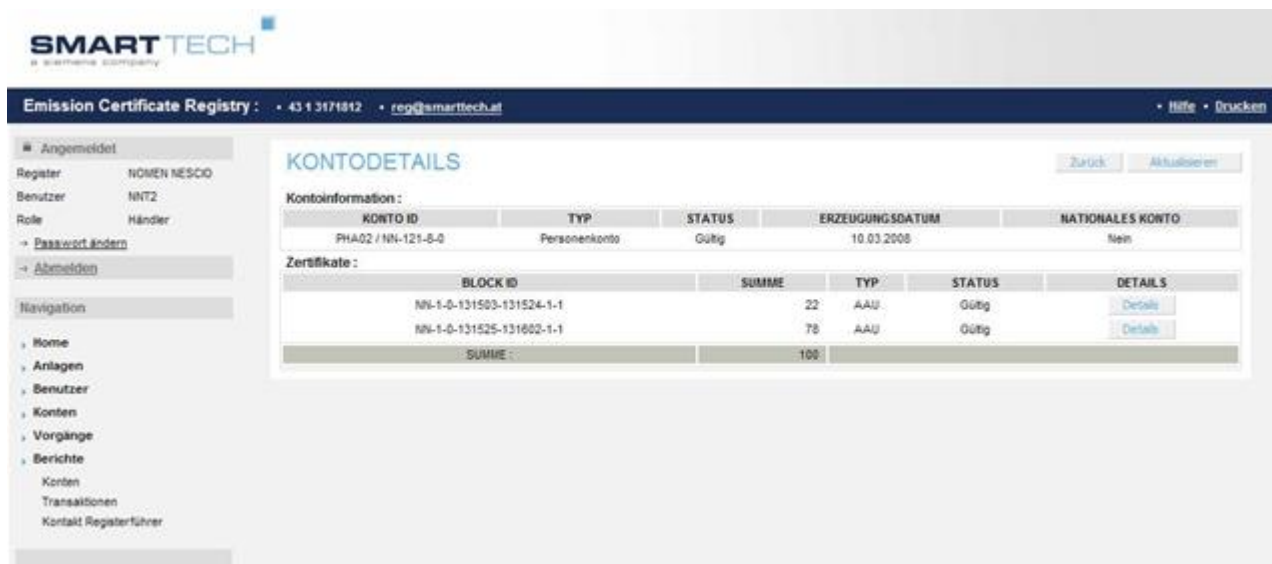 SMART TECH
a siemens company
Emission Certificate Registry : • 43 1 3171812 • reg@smarttech.at • Hilfe • Drucken
Angemeldet
Register NOMEN NESCIO
Benutzer NNT2
Rolle Händler
→ Passwort ändern
→ Abmelden
Navigation
Home
Anlagen
Benutzer
Konten
Vorgänge
Berichte
Konten
Transaktionen
Kontakt Registerführer
KONTODETAILS Zurück Aktualisieren
Kontoinformation :
KONTO ID TYP STATUS ERZEUGUNGSDATUM NATIONALES KONTO
PHA02 / NN-121-8-0 Personenkonto Gültig 10.03.2008 Nein
Zertifikate :
BLOCK ID SUMME TYP STATUS DETAILS
NN-1-0-131503-131524-1-1 22 AAU Gültig Details
NN-1-0-131525-131602-1-1 78 AAU Gültig Details
SUMME : 100